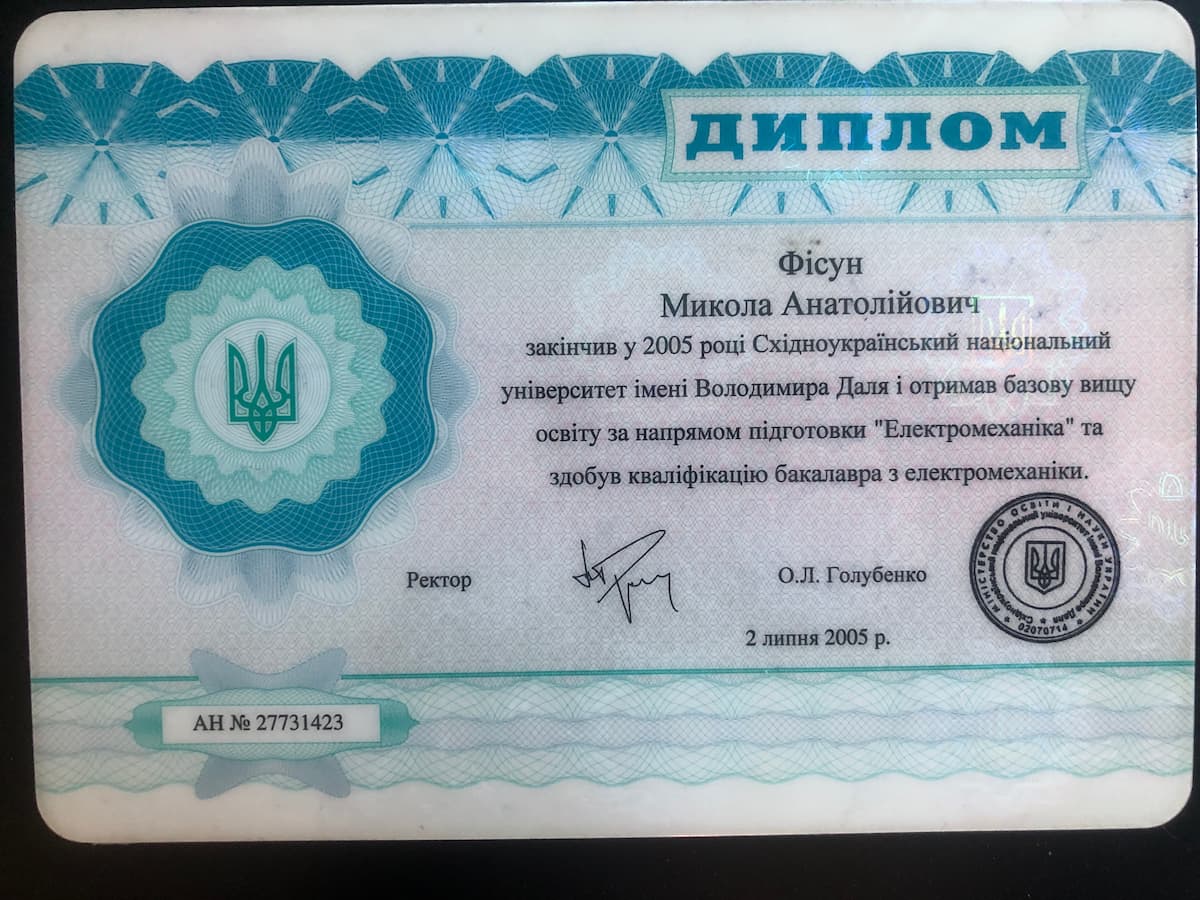 ДИПЛОМ
Фісун
Микола Анатолійович
закінчив у 2005 році Східноукраїнський національний
університет імені Володимира Даля і отримав базову вищу
освіту за напрямом підготовки "Електромеханіка" та
здобув кваліфікацію бакалавра з електромеханіки.
Ректор
О.Л. Голубенко
2 липня 2005 р.
МІНІСТЕРСТВО ОСВІТИ І НАУКИ УКРАЇНИ
Східноукраїнський національний університет імені Володимира Даля
02070714
АН № 27731423